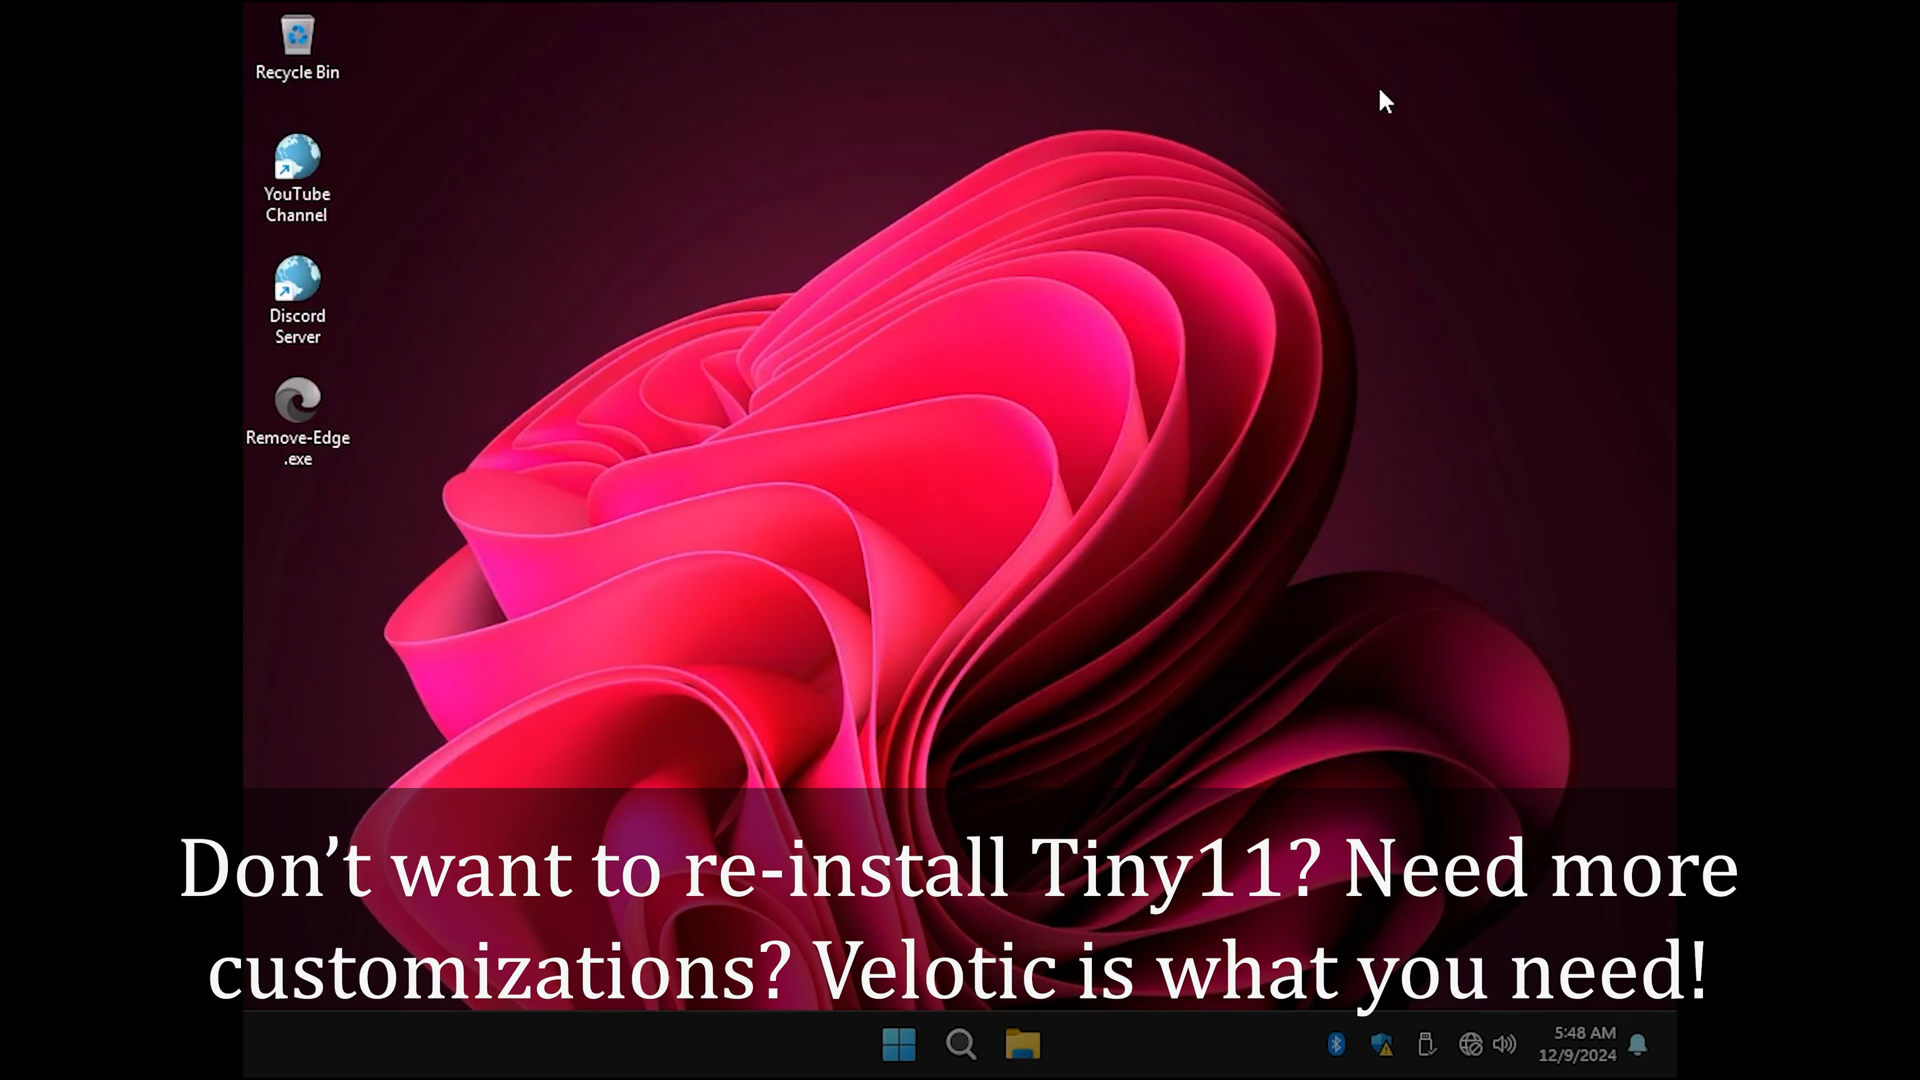 Recycle Bin
YouTube
Channel
Discord
Server
Remove-Edge
.exe
Don’t want to re-install Tiny11? Need more
customizations? Velotic is what you need!
5:48 AM
12/9/2024